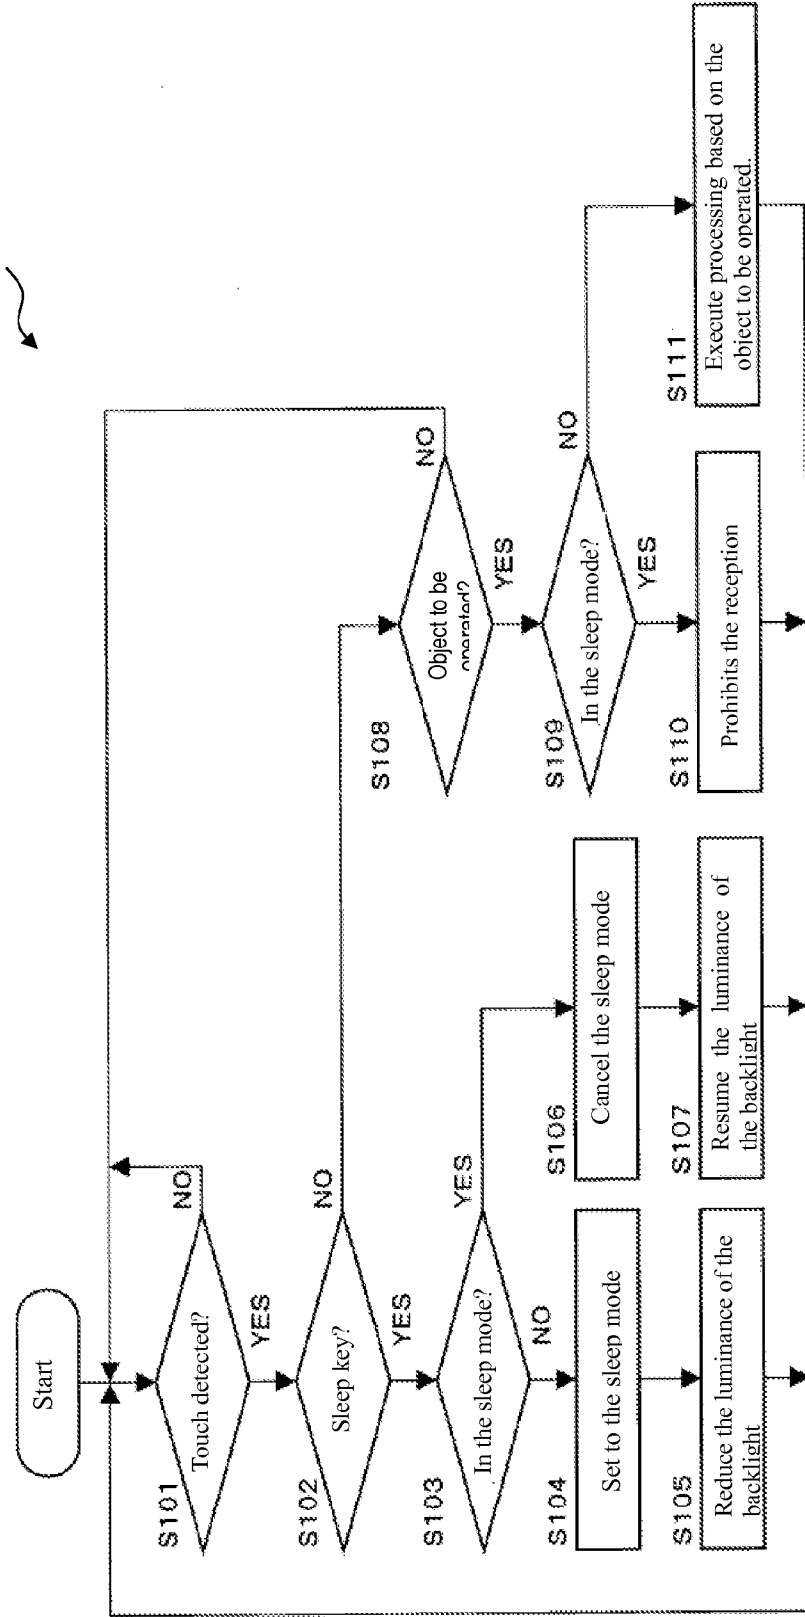 Start
S101
Touch detected?
NO
YES
S102
Sleep key?
NO
YES
S103
In the sleep mode?
YES
NO
S104
Set to the sleep mode
S105
Reduce the luminance of the
backlight
S106
Cancel the sleep mode
S107
Resume the luminance of
the backlight
S108
Object to be
operated?
NO
YES
S109
In the sleep mode?
NO
YES
S110
Prohibits the reception
S111
Execute processing based on the
object to be operated.